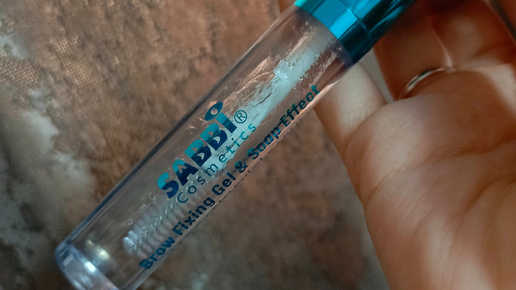 SABBI®
Cosmetics
Brow Fixing Gel & Soap Effect